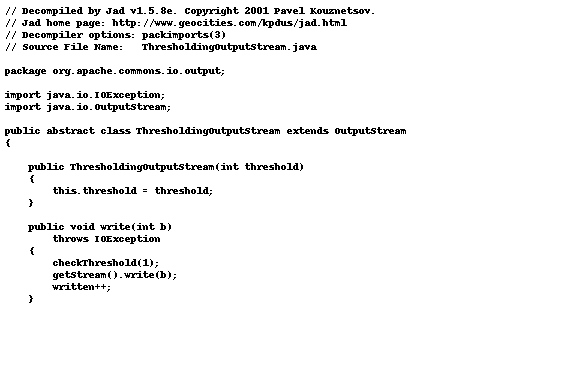 // Decompiled by Jad v1.5.8e. Copyright 2001 Pavel Kouznetsov.
// Jad home page: http://www.geocities.com/kpdus/jad.html
// Decompiler options: packimports(3)
// Source File Name:   ThresholdingOutputStream.java

package org.apache.commons.io.output;

import java.io.IOException;
import java.io.OutputStream;

public abstract class ThresholdingOutputStream extends OutputStream
{

    public ThresholdingOutputStream(int threshold)
    {
        this.threshold = threshold;
    }

    public void write(int b)
        throws IOException
    {
        checkThreshold(1);
        getStream().write(b);
        written++;
    }